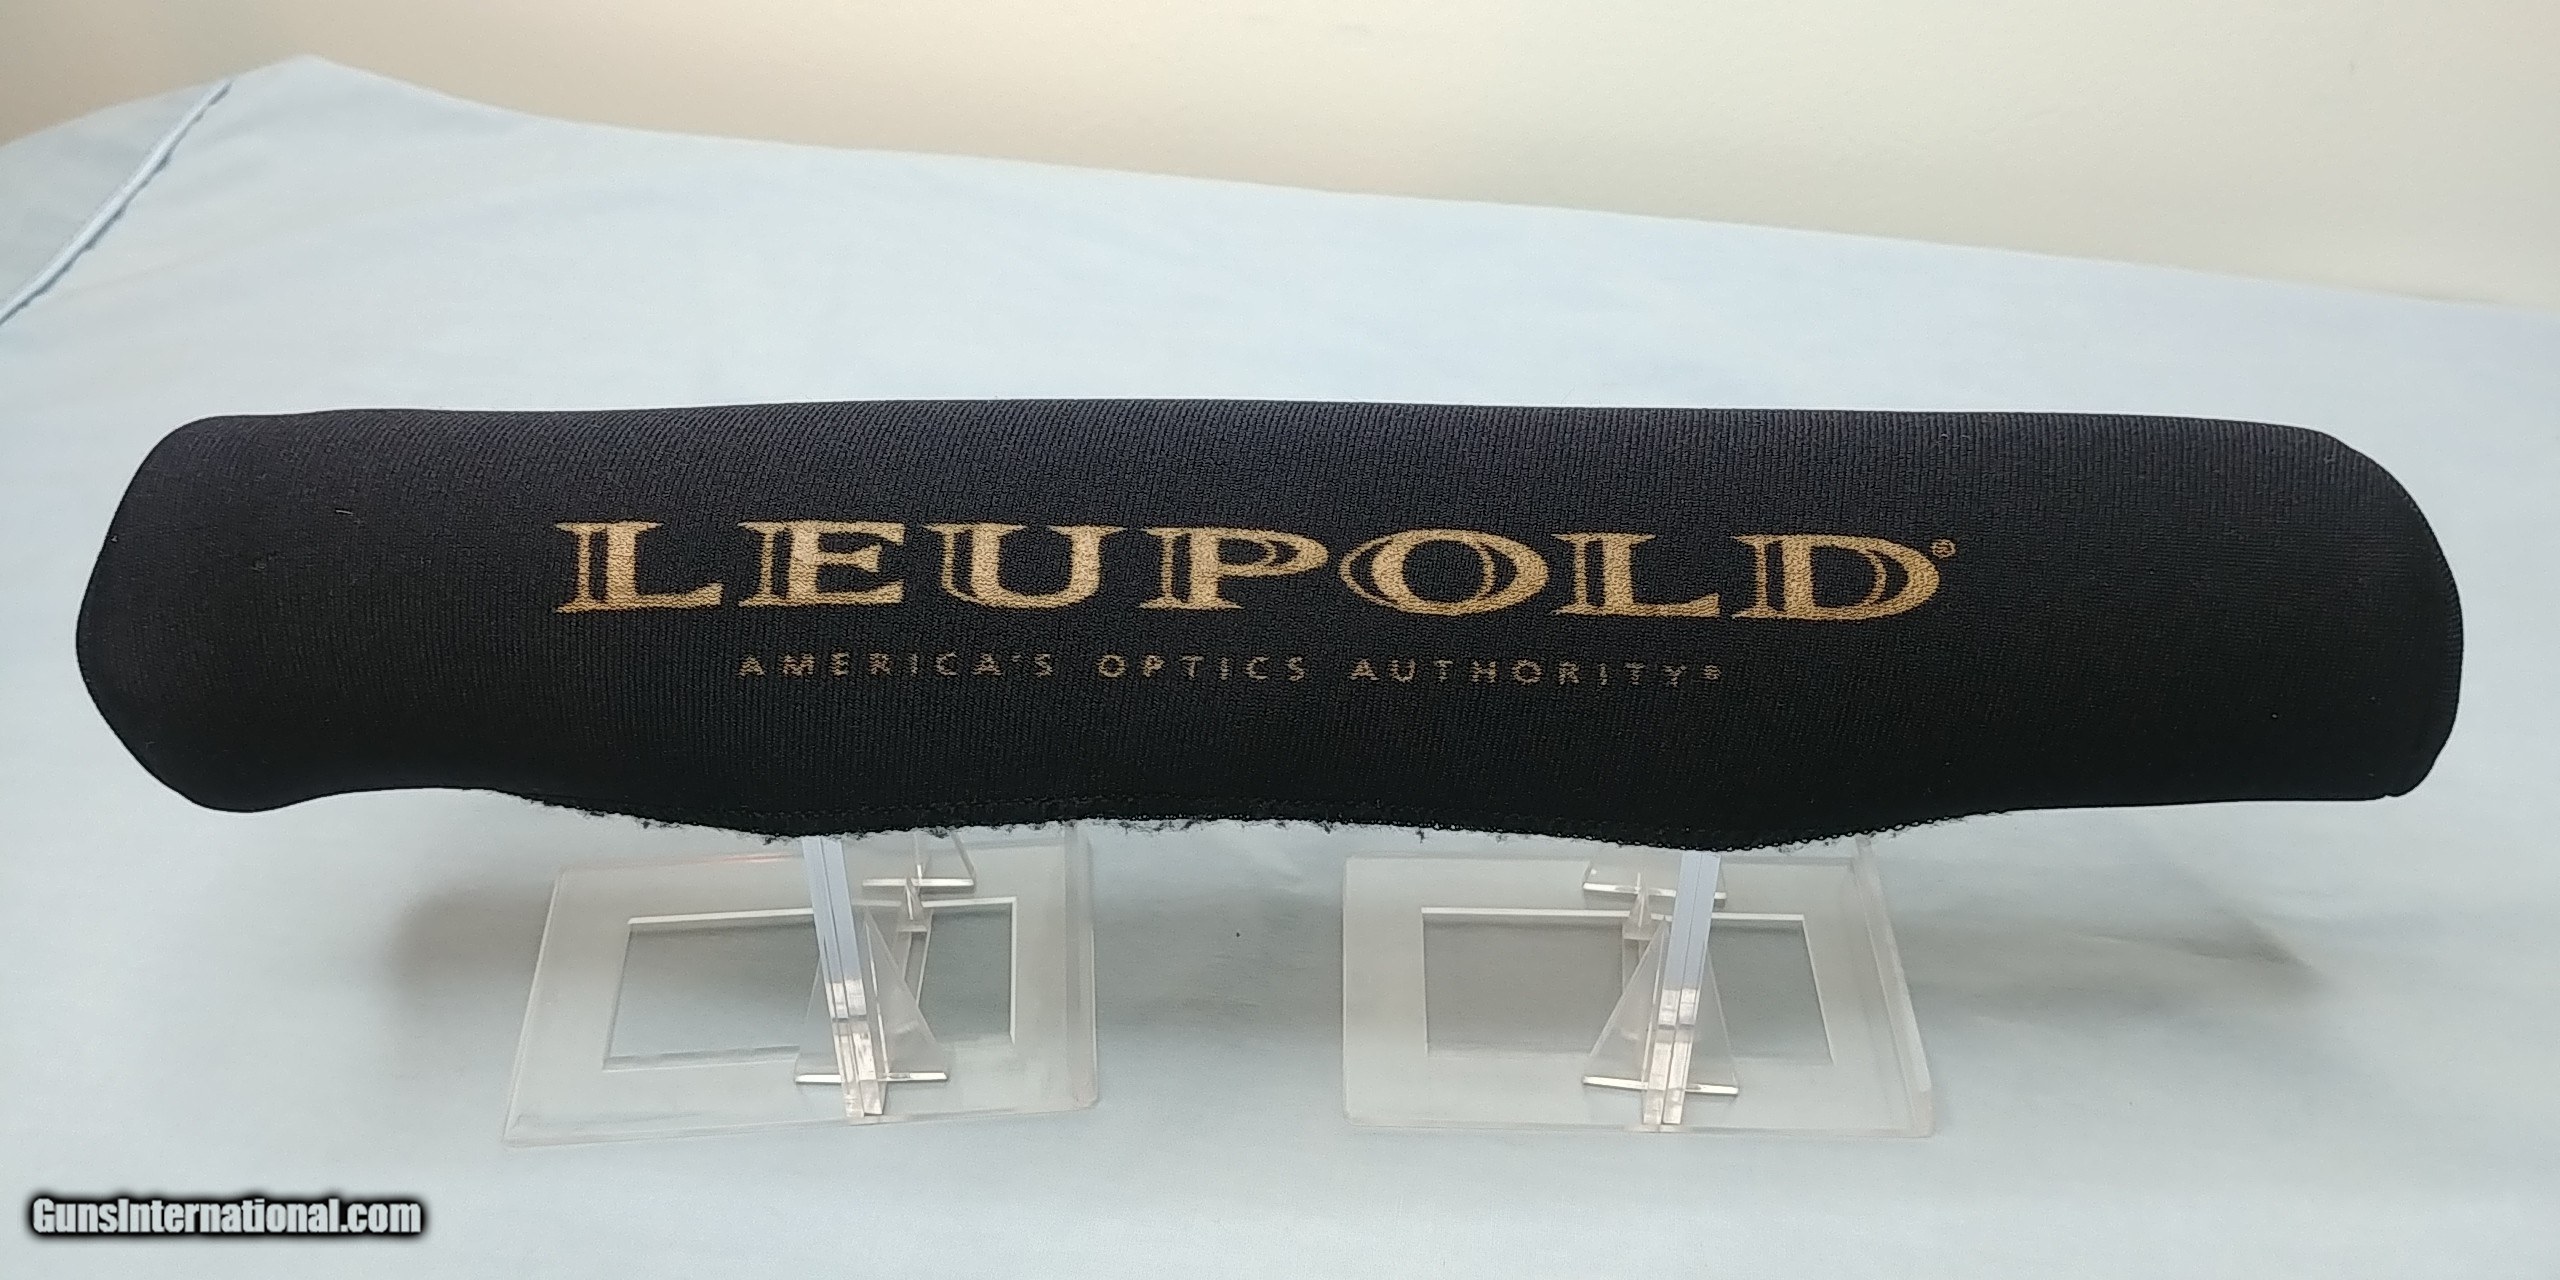 LEUPOLD®
AMERICA'S OPTICS AUTHORITY®
GunsInternational.com